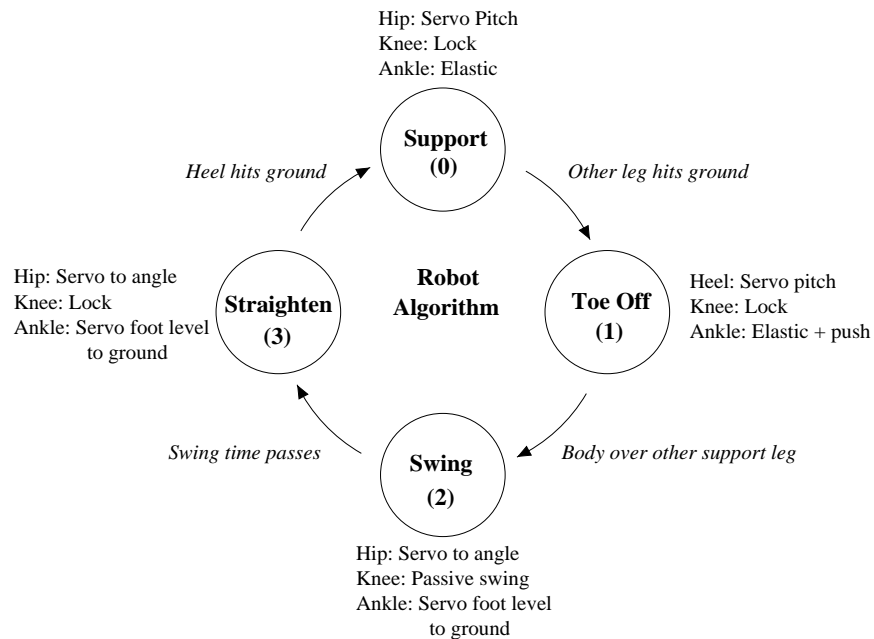 Hip: Servo Pitch
Knee: Lock
Ankle: Elastic
Support
(0)
Heel hits ground
Other leg hits ground
Hip: Servo to angle
Knee: Lock
Ankle: Servo foot level
to ground
Straighten
(3)
Robot
Algorithm
Toe Off
(1)
Heel: Servo pitch
Knee: Lock
Ankle: Elastic + push
Swing time passes
Body over other support leg
Swing
(2)
Hip: Servo to angle
Knee: Passive swing
Ankle: Servo foot level
to ground